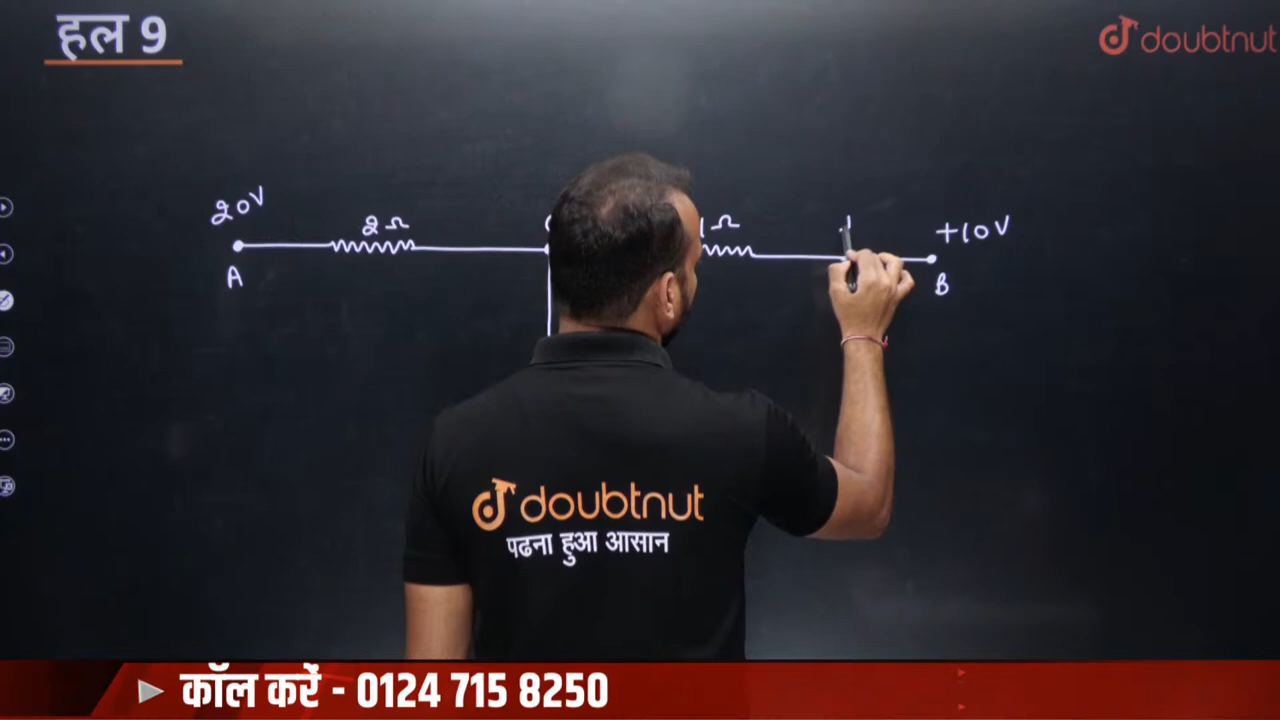 हल 9
doubtnut
20V
2Ω
1Ω
+10V
A
B
doubtnut
पढना हुआ आसान
कॉल करें - 0124 715 8250